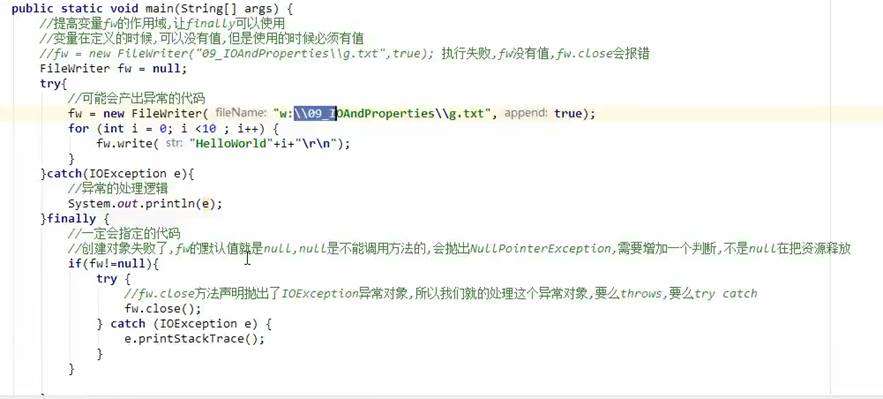 public static void main(String[] args) {
//提高变量fw的作用域,让finally可以使用
//变量在定义的时候,可以没有值,但是使用的时候必须有值
//fw = new FileWriter("09_IOAndProperties\\g.txt",true); 执行失败,fw没有值,fw.close会报错
FileWriter fw = null;
try{
//可能会产出异常的代码
fw = new FileWriter( fileName: "w:\\09_IOAndProperties\\g.txt", append: true);
for (int i = 0; i <10 ; i++) {
fw.write( str: "HelloWorld"+i+"\r\n");
}
}catch(IOException e){
//异常的处理逻辑
System.out.println(e);
}finally {
//一定会指定的代码
//创建对象失败了,fw的默认值就是null,null是不能调用方法的,会抛出NullPointerException,需要增加一个判断,不是null在把资源释放
if(fw!=null){
try {
//fw.close方法声明抛出了IOException异常对象,所以我们就的处理这个异常对象,要么throws,要么try catch
fw.close();
} catch (IOException e) {
e.printStackTrace();
}
}